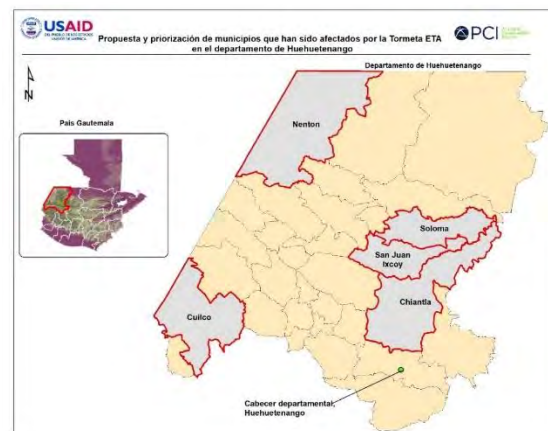 USAID
DEL PUEBLO DE LOS ESTADOS
UNIDOS DE AMÉRICA
Propuesta y priorización de municipios que han sido afectados por la Tormeta ETA
en el departamento de Huehuetenango
PCI
Departamento de Huehuetenango
N
Pais Gautemala
Nenton
Soloma
San Juan
Ixcoy
Chiantla
Cuilco
Cabecer departamental,
Huehuetenango